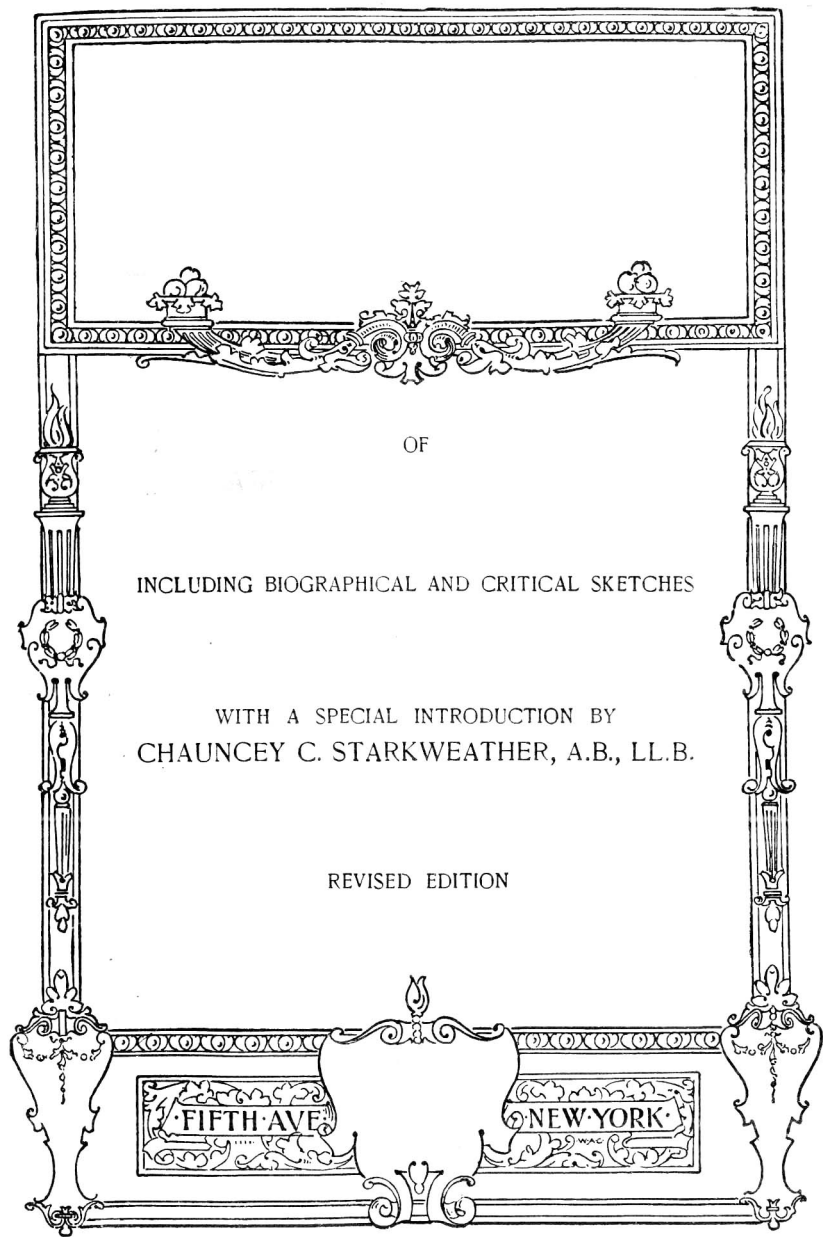 OF
INCLUDING BIOGRAPHICAL AND CRITICAL SKETCHES
WITH A SPECIAL INTRODUCTION BY
CHAUNCEY C. STARKWEATHER, A.B., LL.B.
REVISED EDITION
·FIFTH·AVE· ·NEW·YORK·
W.A.C.